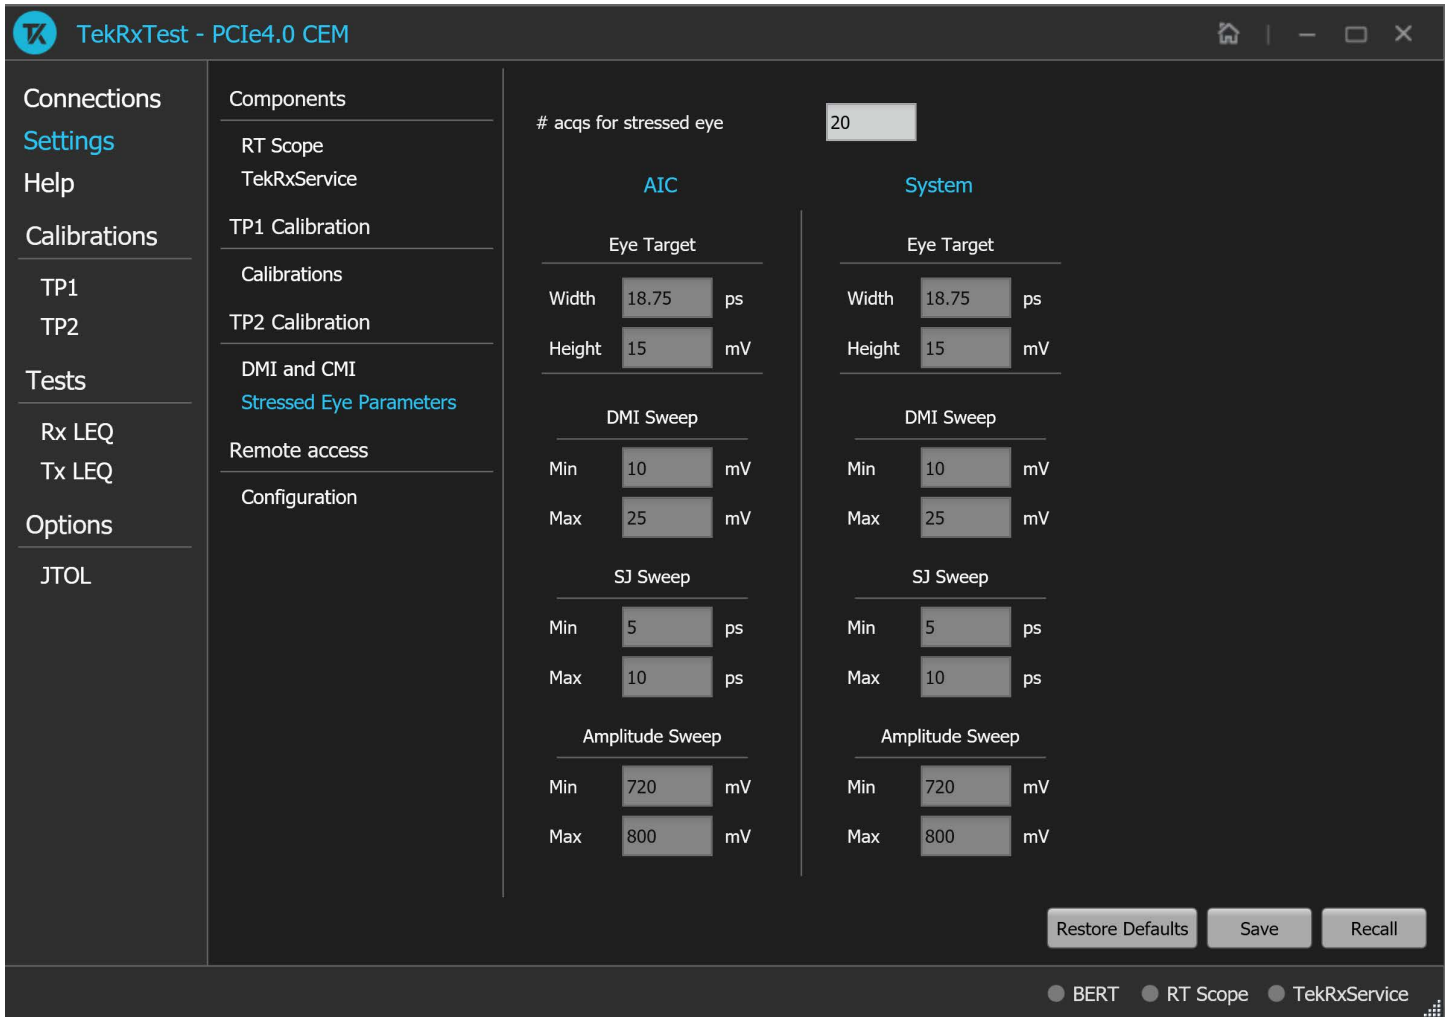 TekRxTest - PCIe4.0 CEM
Connections
Settings
Help
Calibrations
TP1
TP2
Tests
Rx LEQ
Tx LEQ
Options
JTOL
Components
RT Scope
TekRxService
TP1 Calibration
Calibrations
TP2 Calibration
DMI and CMI
Stressed Eye Parameters
Remote access
Configuration
# acqs for stressed eye 20
AIC
Eye Target
Width 18.75 ps
Height 15 mV
DMI Sweep
Min 10 mV
Max 25 mV
SJ Sweep
Min 5 ps
Max 10 ps
Amplitude Sweep
Min 720 mV
Max 800 mV
System
Eye Target
Width 18.75 ps
Height 15 mV
DMI Sweep
Min 10 mV
Max 25 mV
SJ Sweep
Min 5 ps
Max 10 ps
Amplitude Sweep
Min 720 mV
Max 800 mV
Restore Defaults Save Recall
BERT RT Scope TekRxService